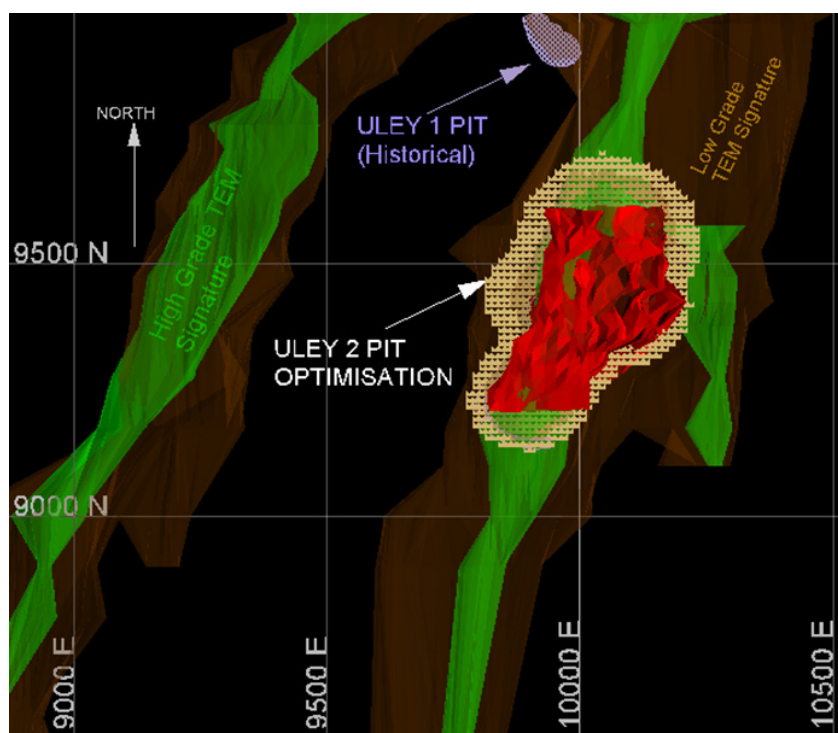 ULEY 1 PIT
(Historical)
NORTH
Low Grade
TEM Signature
High Grade TEM
Signature
9500 N
ULEY 2 PIT
OPTIMISATION
9000 N
9000 E
9500 E
10000 E
10500 E